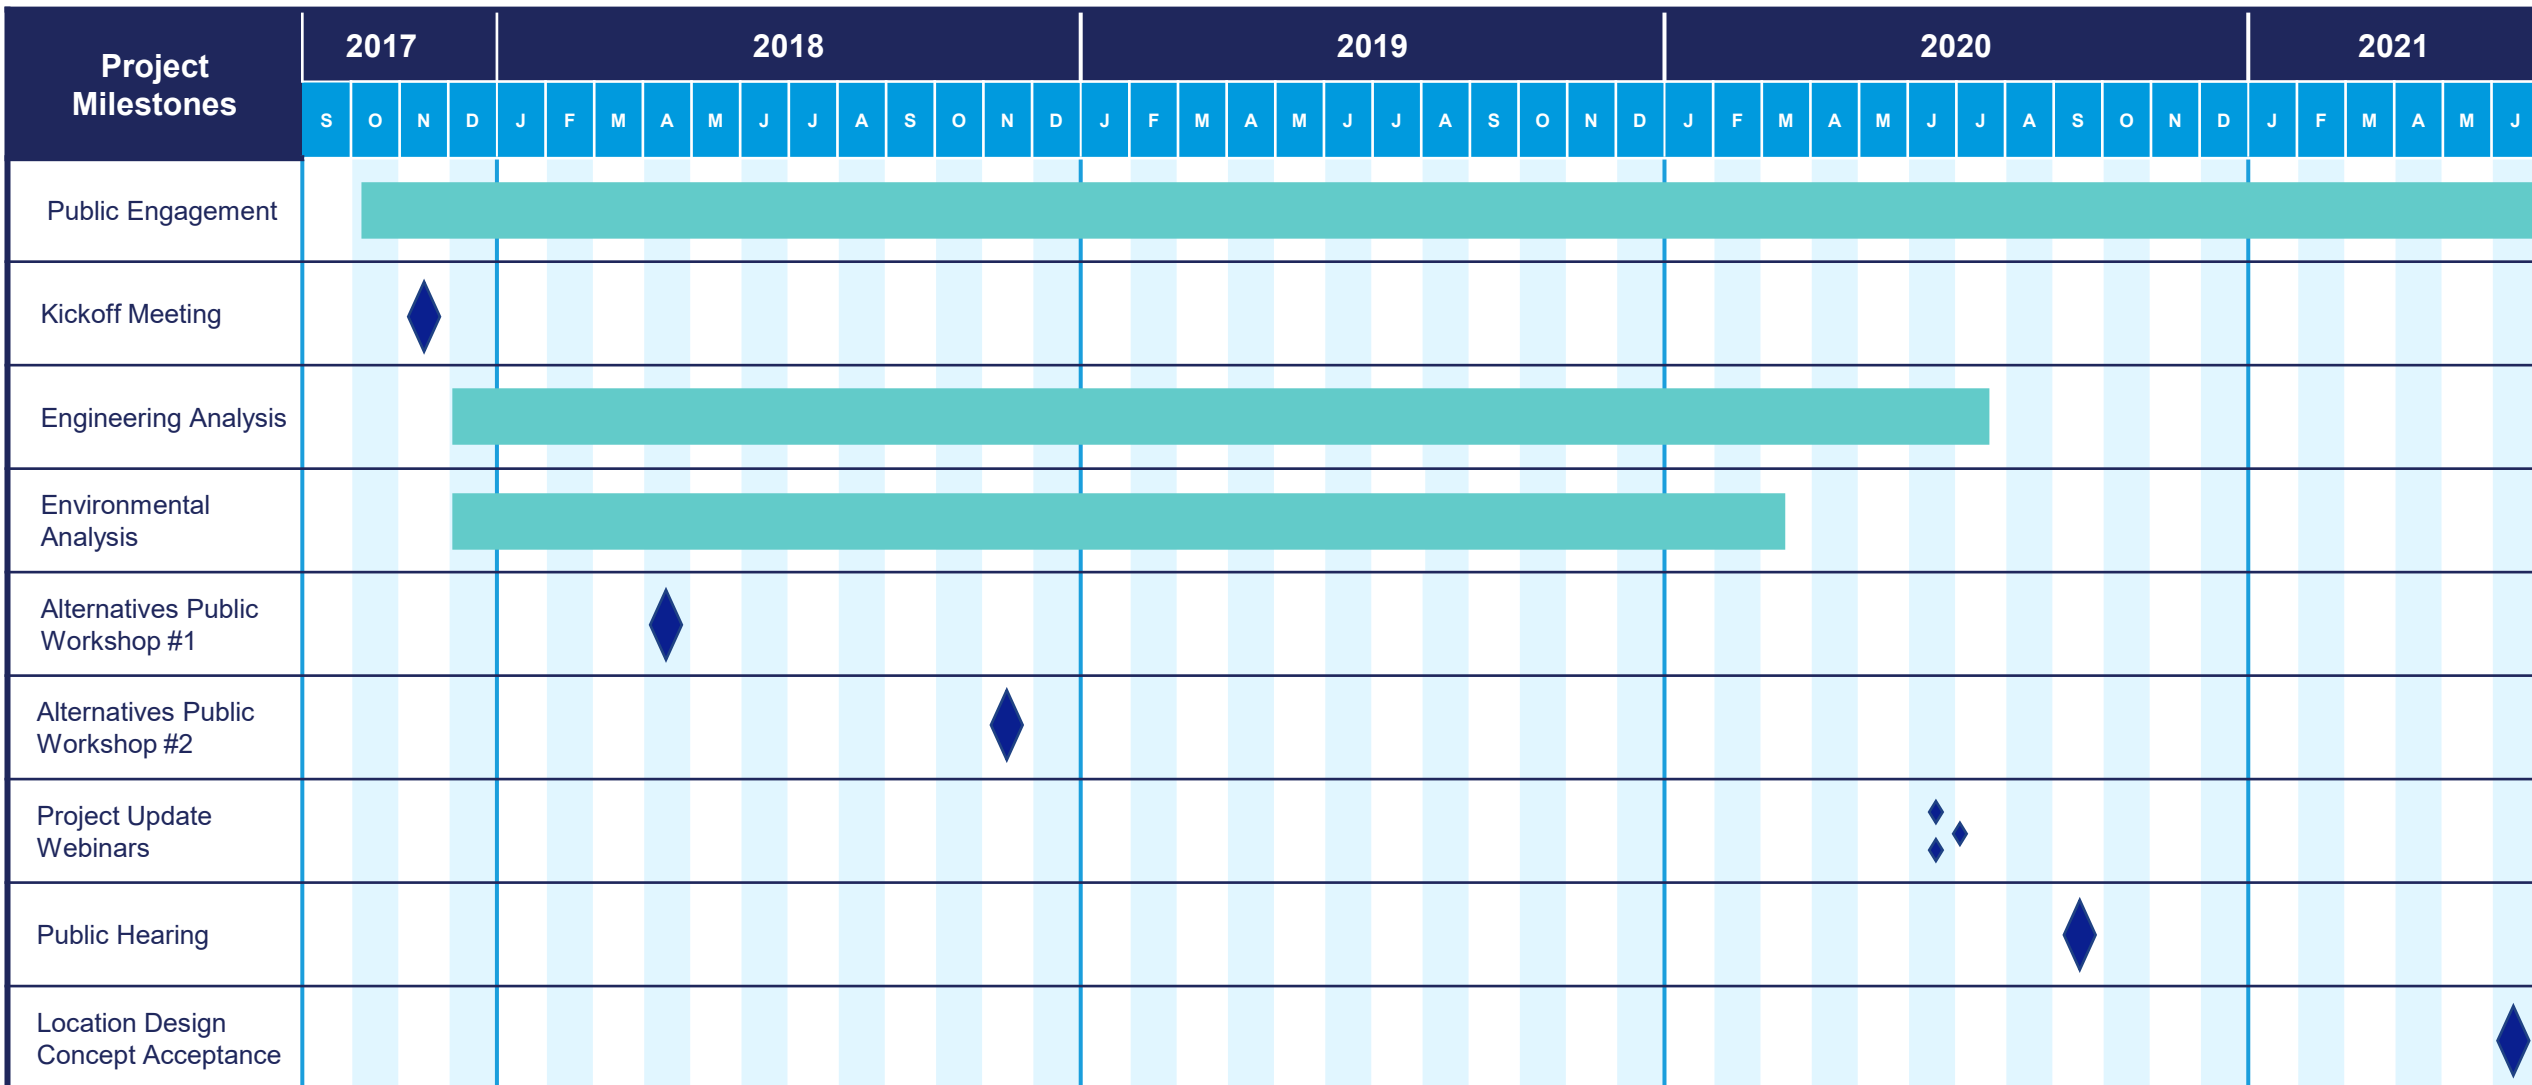 Project
Milestones
2017 2018 2019 2020 2021
S O N D J F M A M J J A S O N D J F M A M J J A S O N D J F M A M J J A S O N D J F M A M J
Public Engagement
Kickoff Meeting
Engineering Analysis
Environmental
Analysis
Alternatives Public
Workshop #1
Alternatives Public
Workshop #2
Project Update
Webinars
Public Hearing
Location Design
Concept Acceptance